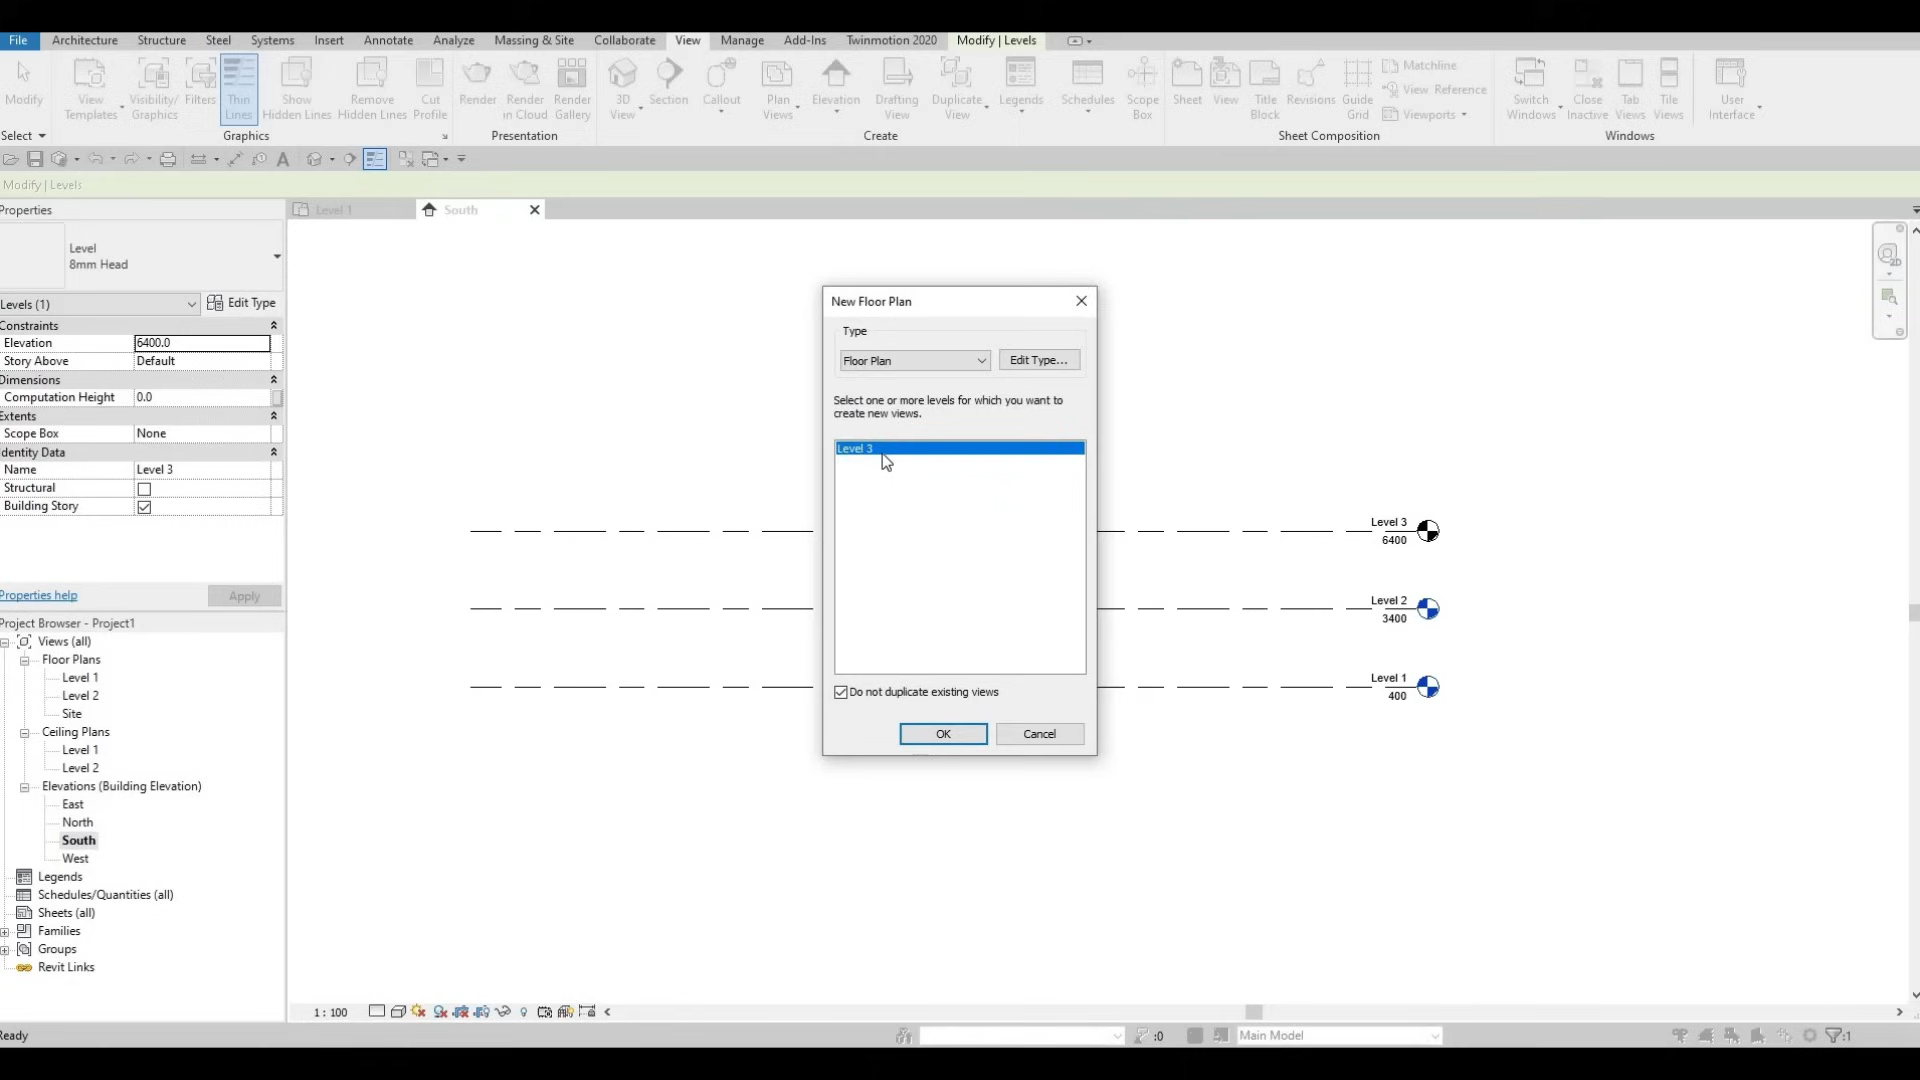 File Architecture Structure Steel Systems Insert Annotate Analyze Massing & Site Collaborate View Manage Add-Ins Twinmotion 2020 Modify | Levels
Modify
View Templates
Visibility/ Graphics
Filters
Thin Lines
Show Hidden Lines
Remove Hidden Lines
Cut Profile
Render
Render in Cloud
Render Gallery
3D View
Section
Callout
Plan Views
Elevation
Drafting View
Duplicate View
Legends
Schedules
Scope Box
Sheet
View
Title Block
Revisions
Guide Grid
Matchline
View Reference
Viewports
Switch Windows
Close Inactive
Tab Views
Tile Views
User Interface
Select Graphics Presentation Create Sheet Composition Windows
A
Modify | Levels
Properties
Level 1
South
Level
8mm Head
Levels (1) Edit Type
Constraints
Elevation 6400.0
Story Above Default
Dimensions
Computation Height 0.0
Extents
Scope Box None
dentity Data
Name Level 3
Structural
Building Story
Properties help Apply
Project Browser - Project1
Views (all)
Floor Plans
Level 1
Level 2
Site
Ceiling Plans
Level 1
Level 2
Elevations (Building Elevation)
East
North
South
West
Legends
Schedules/Quantities (all)
Sheets (all)
Families
Groups
Revit Links
New Floor Plan
Type
Floor Plan Edit Type...
Select one or more levels for which you want to
create new views.
Level 3
Do not duplicate existing views
OK Cancel
Level 3
6400
Level 2
3400
Level 1
400
2D
1 : 100
Ready :0 Main Model :1